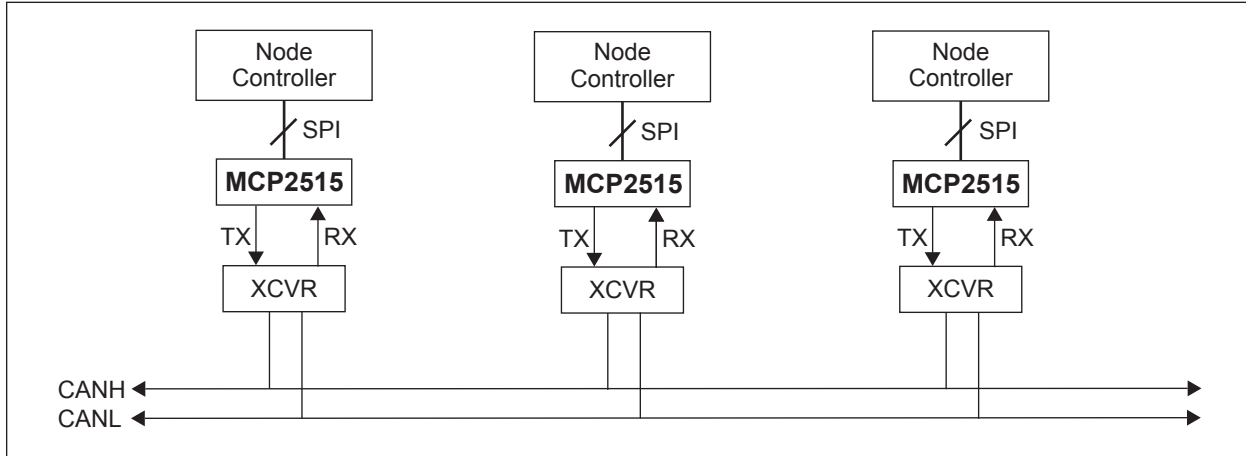 Node
Controller
Node
Controller
Node
Controller
SPI
SPI
SPI
MCP2515
MCP2515
MCP2515
TX
RX
TX
RX
TX
RX
XCVR
XCVR
XCVR
CANH
CANL